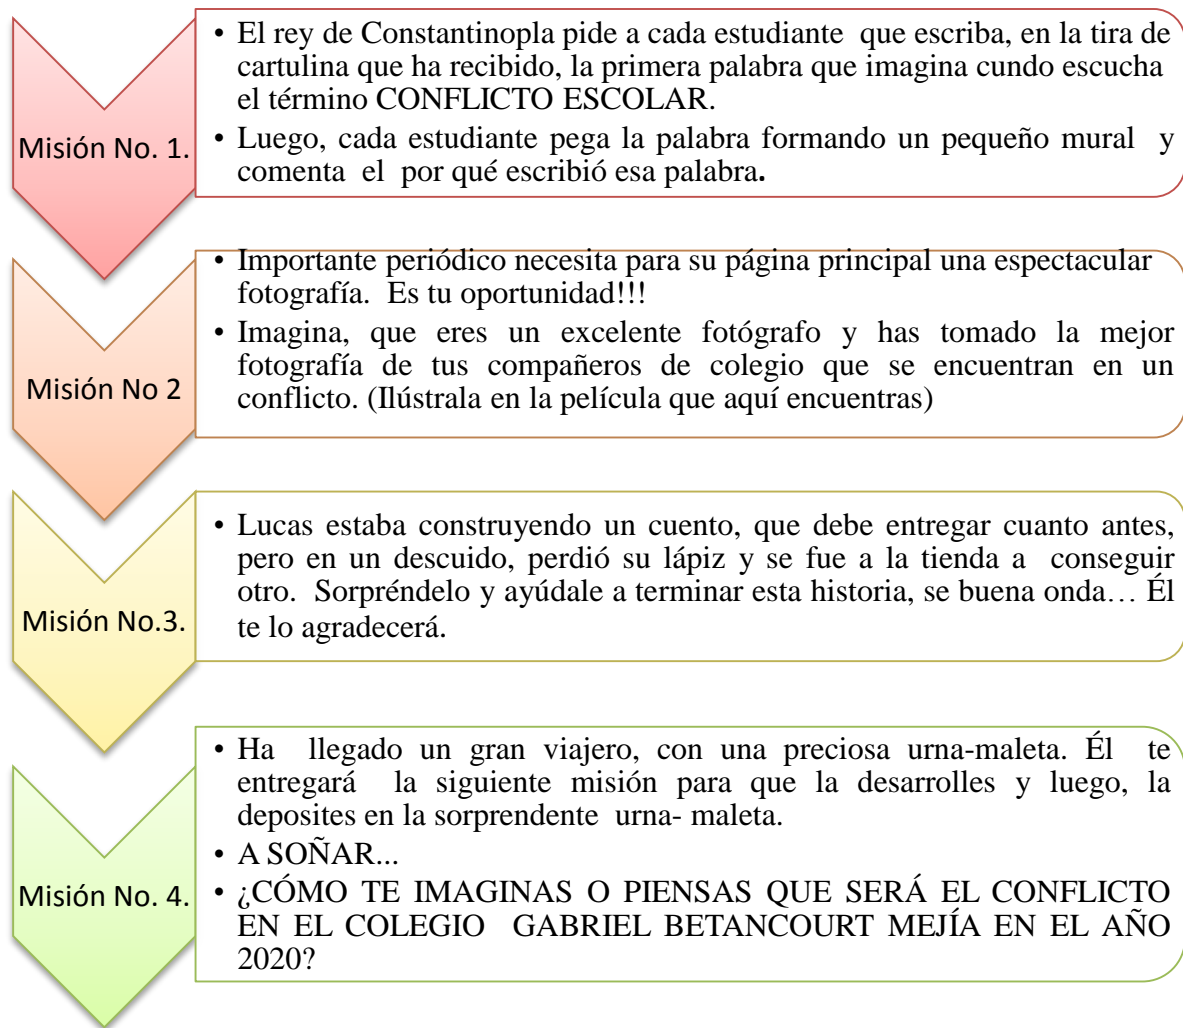 Misión No. 1.
• El rey de Constantinopla pide a cada estudiante que escriba, en la tira de
cartulina que ha recibido, la primera palabra que imagina cundo escucha
el término CONFLICTO ESCOLAR.
• Luego, cada estudiante pega la palabra formando un pequeño mural y
comenta el por qué escribió esa palabra.
Misión No 2
• Importante periódico necesita para su página principal una espectacular
fotografía. Es tu oportunidad!!!
• Imagina, que eres un excelente fotógrafo y has tomado la mejor
fotografía de tus compañeros de colegio que se encuentran en un
conflicto. (Ilústrala en la película que aquí encuentras)
Misión No.3.
• Lucas estaba construyendo un cuento, que debe entregar cuanto antes,
pero en un descuido, perdió su lápiz y se fue a la tienda a conseguir
otro. Sorpréndelo y ayúdale a terminar esta historia, se buena onda… Él
te lo agradecerá.
Misión No. 4.
• Ha llegado un gran viajero, con una preciosa urna-maleta. Él te
entregará la siguiente misión para que la desarrolles y luego, la
deposites en la sorprendente urna- maleta.
• A SOÑAR...
• ¿CÓMO TE IMAGINAS O PIENSAS QUE SERÁ EL CONFLICTO
EN EL COLEGIO GABRIEL BETANCOURT MEJÍA EN EL AÑO
2020?